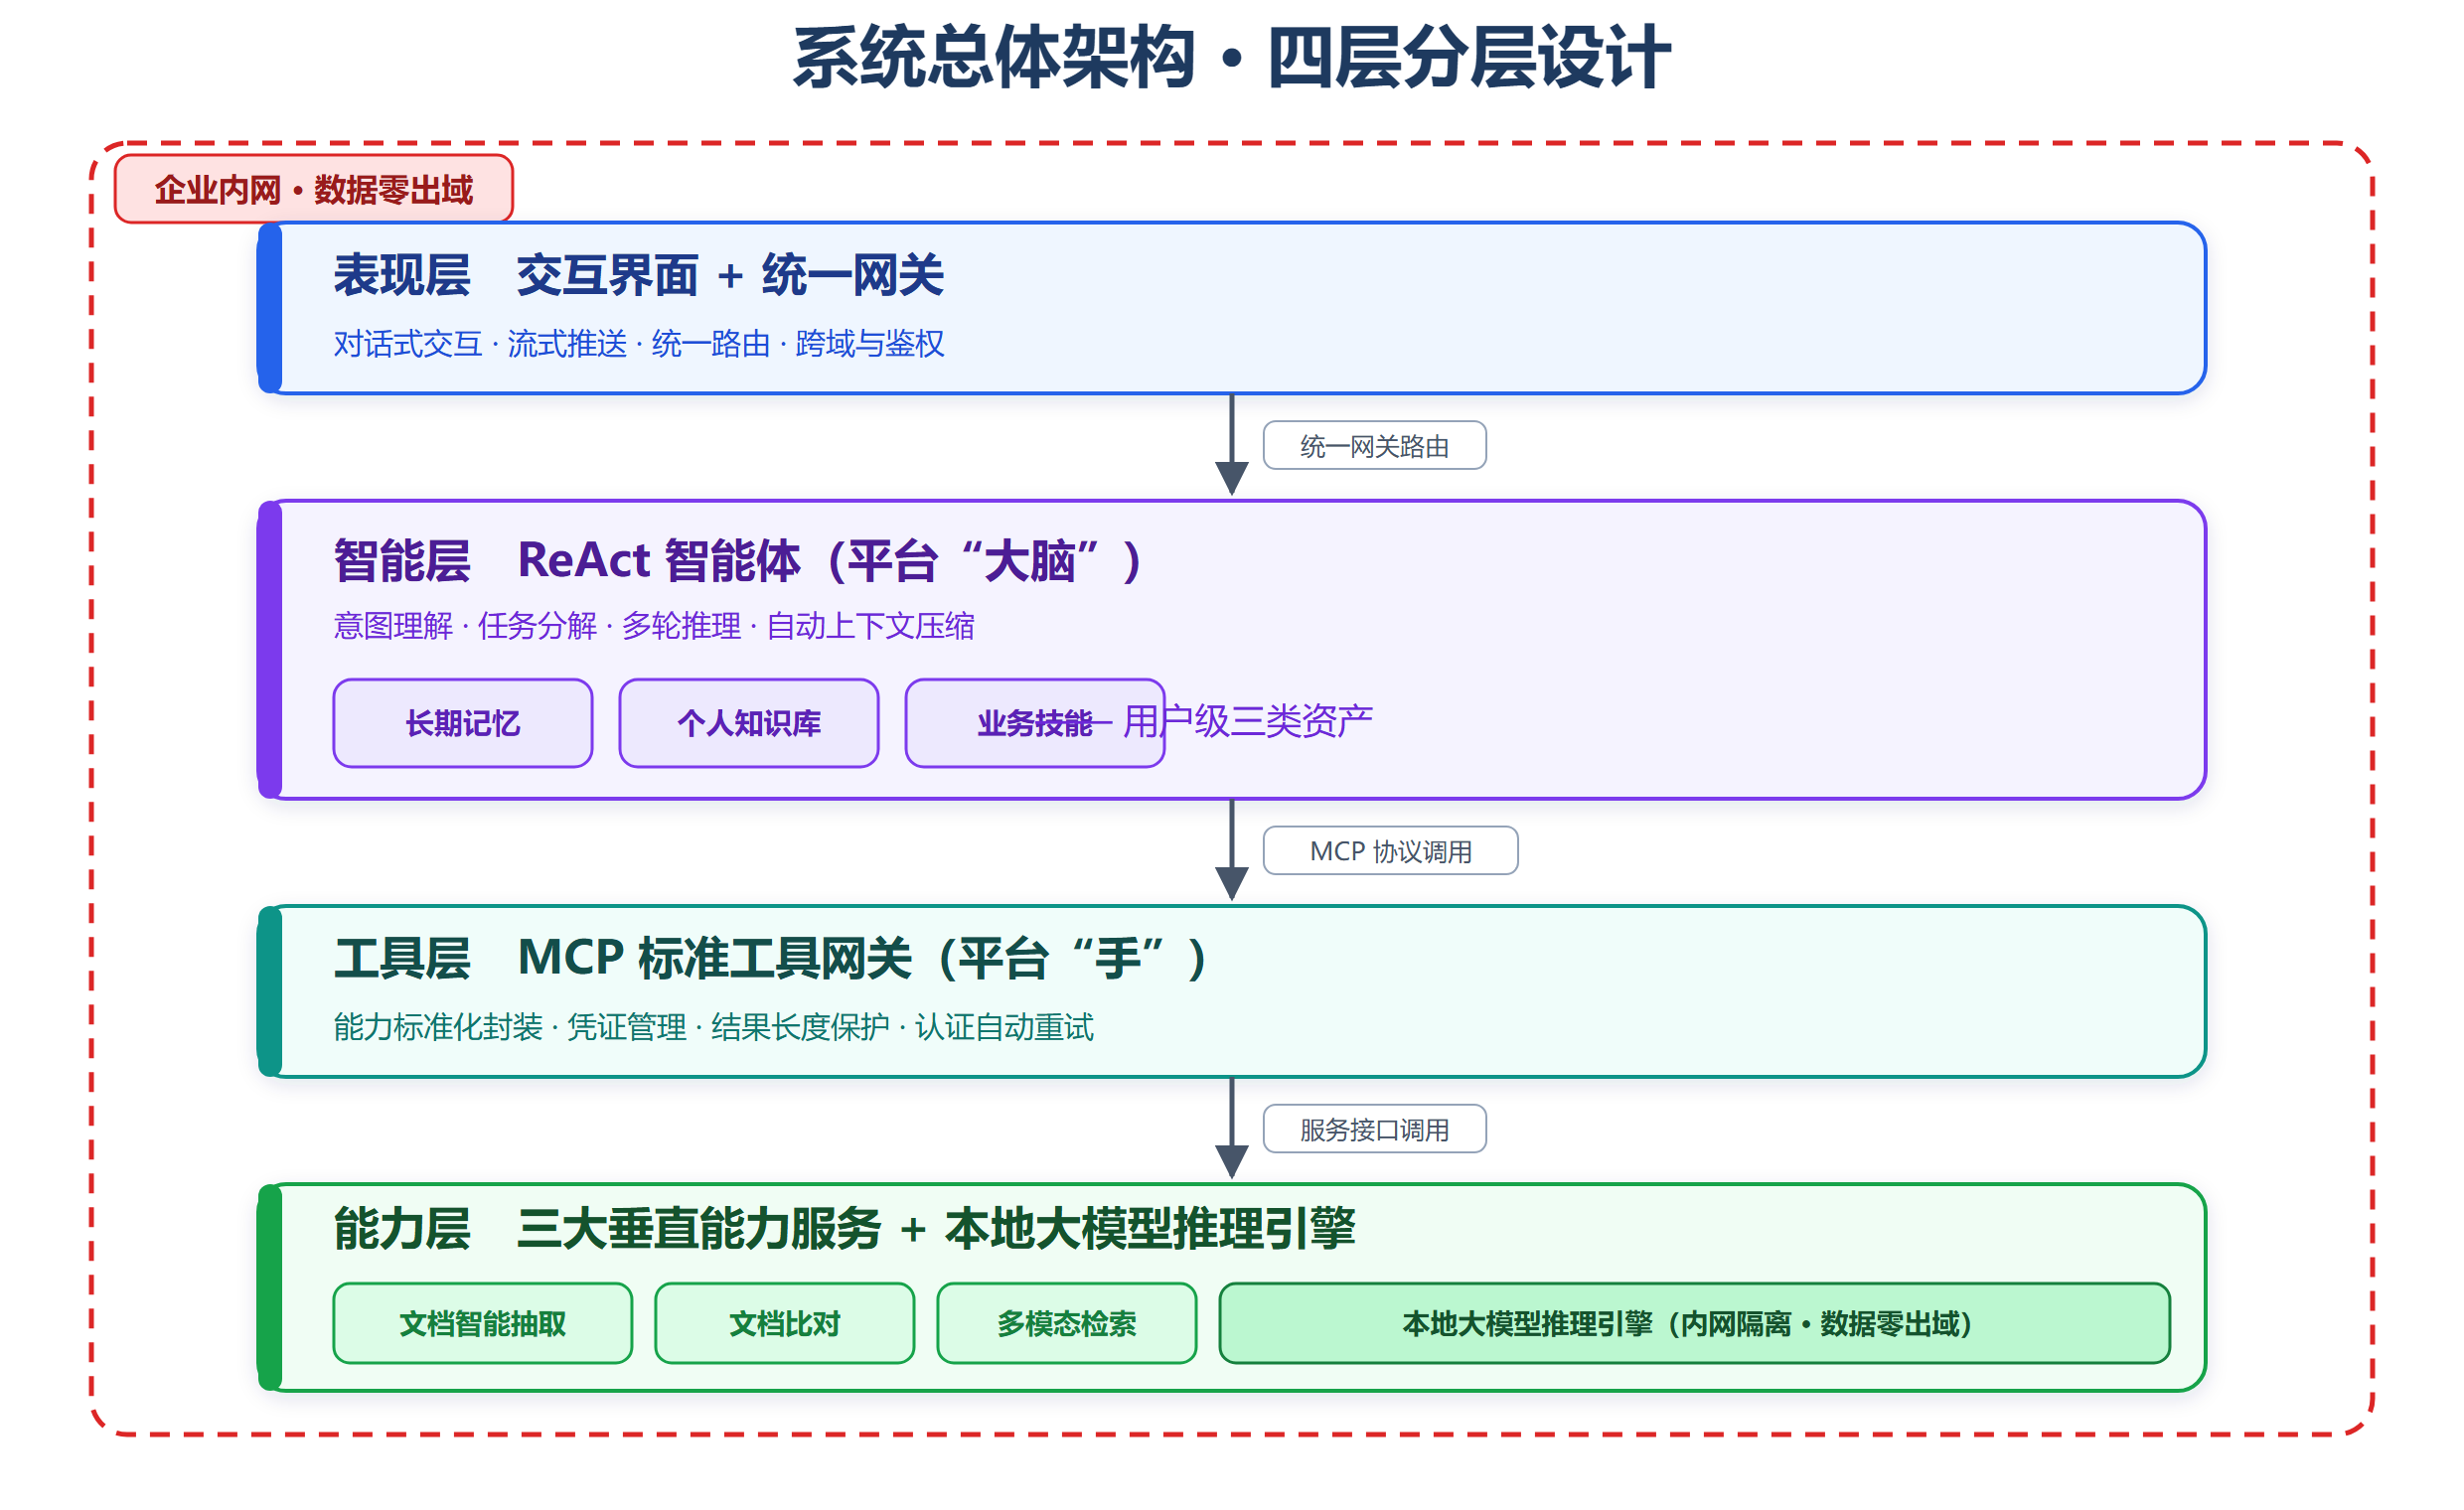 系统总体架构 · 四层分层设计
企业内网 · 数据零出域
表现层 交互界面 + 统一网关
对话式交互 · 流式推送 · 统一路由 · 跨域与鉴权
统一网关路由
智能层 ReAct 智能体（平台“大脑”）
意图理解 · 任务分解 · 多轮推理 · 自动上下文压缩
长期记忆 个人知识库 业务技能 — 用户级三类资产
MCP 协议调用
工具层 MCP 标准工具网关（平台“手”）
能力标准化封装 · 凭证管理 · 结果长度保护 · 认证自动重试
服务接口调用
能力层 三大垂直能力服务 + 本地大模型推理引擎
文档智能抽取 文档比对 多模态检索 本地大模型推理引擎（内网隔离 · 数据零出域）